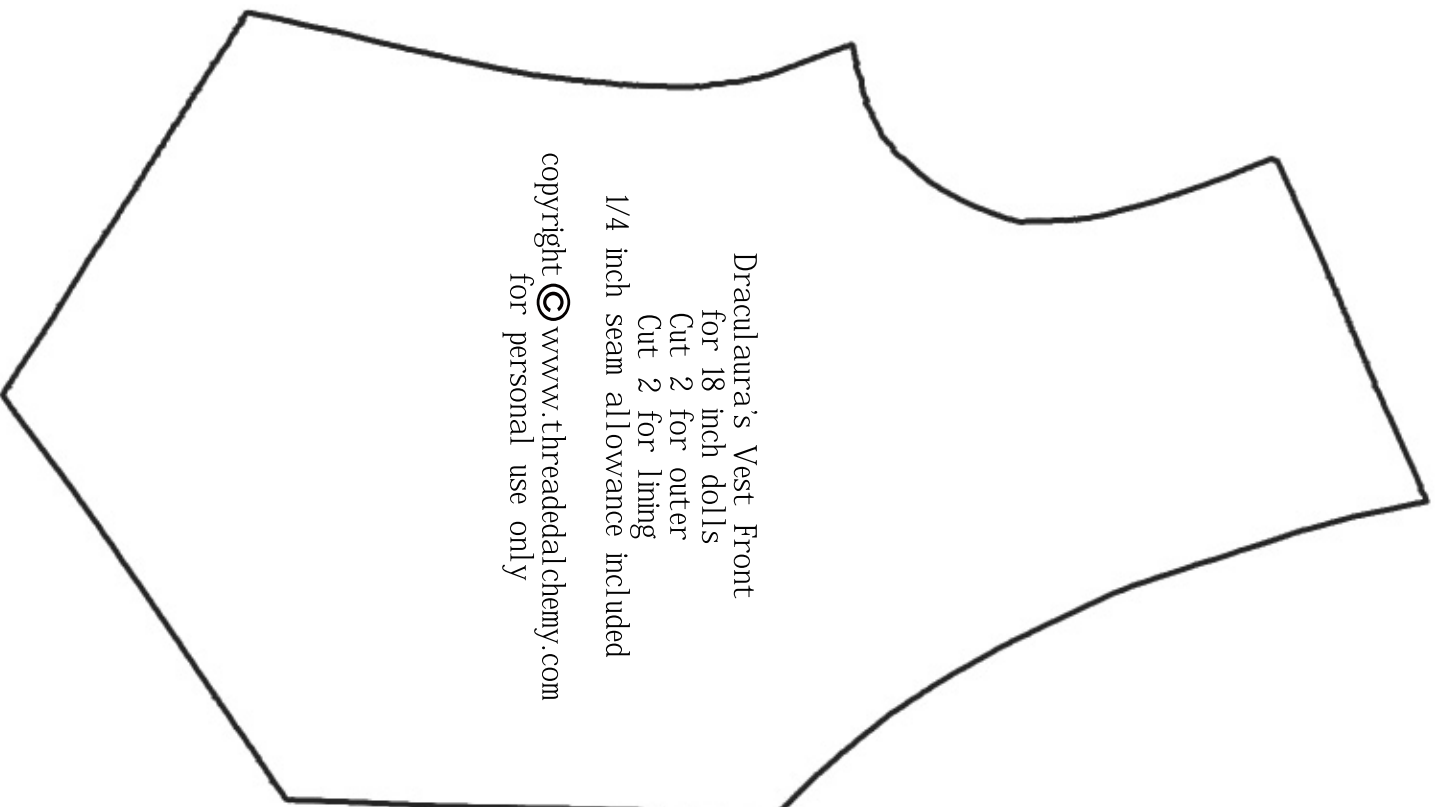 Draculaura's Vest Front
for 18 inch dolls
Cut 2 for outer
Cut 2 for lining
1/4 inch seam allowance included
copyright © www.threadedalchemy.com
for personal use only